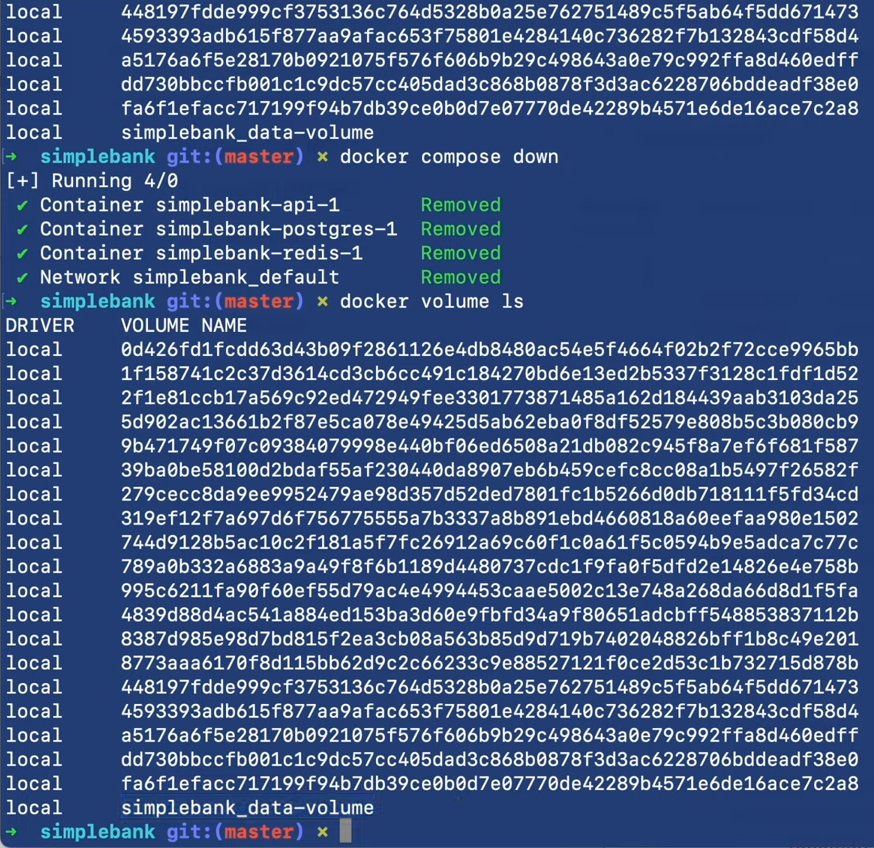 local     448197fdde999cf3753136c764d5328b0a25e762751489c5f5ab64f5dd671473
local     4593393adb615f877aa9afac653f75801e4284140c736282f7b132843cdf58d4
local     a5176a6f5e28170b0921075f576f606b9b29c498643a0e79c992ffa8d460edff
local     dd730bbccfb001c1c9dc57cc405dad3c868b0878f3d3ac6228706bddeadf38e0
local     fa6f1efacc717199f94b7db39ce0b0d7e07770de42289b4571e6de16ace7c2a8
local     simplebank_data-volume
➜  simplebank git:(master) × docker compose down
[+] Running 4/0
 ✔ Container simplebank-api-1       Removed
 ✔ Container simplebank-postgres-1  Removed
 ✔ Container simplebank-redis-1     Removed
 ✔ Network simplebank_default       Removed
➜  simplebank git:(master) × docker volume ls
DRIVER    VOLUME NAME
local     0d426fd1fcdd63d43b09f2861126e4db8480ac54e5f4664f02b2f72cce9965bb
local     1f158741c2c37d3614cd3cb6cc491c184270bd6e13ed2b5337f3128c1fdf1d52
local     2f1e81ccb17a569c92ed472949fee3301773871485a162d184439aab3103da25
local     5d902ac13661b2f87e5ca078e49425d5ab62eba0f8df52579e808b5c3b080cb9
local     9b471749f07c09384079998e440bf06ed6508a21db082c945f8a7ef6f681f587
local     39ba0be58100d2bdaf55af230440da8907eb6b459cefc8cc08a1b5497f26582f
local     279cecc8da9ee9952479ae98d357d52ded7801fc1b5266d0db718111f5fd34cd
local     319ef12f7a697d6f756775555a7b3337a8b891ebd4660818a60eefaa980e1502
local     744d9128b5ac10c2f181a5f7fc26912a69c60f1c0a61f5c0594b9e5adca7c77c
local     789a0b332a6883a9a49f8f6b1189d4480737cdc1f9fa0f5dfd2e14826e4e758b
local     995c6211fa90f60ef55d79ac4e4994453caae5002c13e748a268da66d8d1f5fa
local     4839d88d4ac541a884ed153ba3d60e9fbfd34a9f80651adcbff548853837112b
local     8387d985e98d7bd815f2ea3cb08a563b85d9d719b7402048826bff1b8c49e201
local     8773aaa6170f8d115bb62d9c2c66233c9e88527121f0ce2d53c1b732715d878b
local     448197fdde999cf3753136c764d5328b0a25e762751489c5f5ab64f5dd671473
local     4593393adb615f877aa9afac653f75801e4284140c736282f7b132843cdf58d4
local     a5176a6f5e28170b0921075f576f606b9b29c498643a0e79c992ffa8d460edff
local     dd730bbccfb001c1c9dc57cc405dad3c868b0878f3d3ac6228706bddeadf38e0
local     fa6f1efacc717199f94b7db39ce0b0d7e07770de42289b4571e6de16ace7c2a8
local     simplebank_data-volume
➜  simplebank git:(master) ×